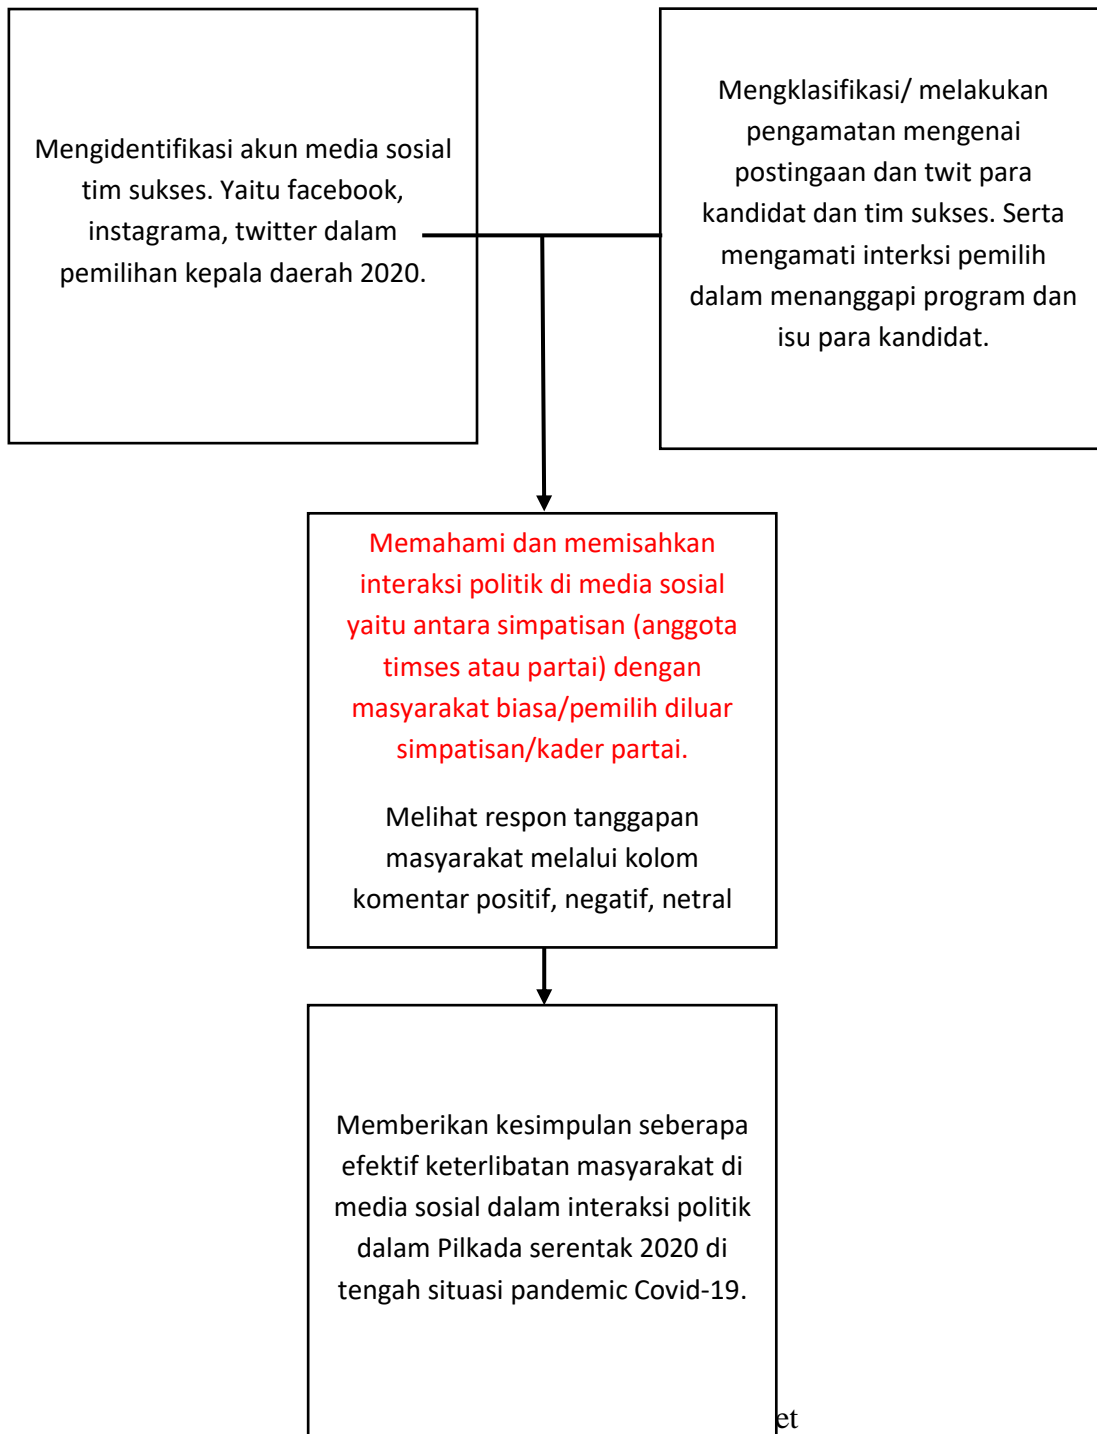 Mengidentifikasi akun media sosial
tim sukses. Yaitu facebook,
instagrama, twitter dalam
pemilihan kepala daerah 2020.
Mengklasifikasi/ melakukan
pengamatan mengenai
postingaan dan twit para
kandidat dan tim sukses. Serta
mengamati interksi pemilih
dalam menanggapi program dan
isu para kandidat.
Memahami dan memisahkan
interaksi politik di media sosial
yaitu antara simpatisan (anggota
timses atau partai) dengan
masyarakat biasa/pemilih diluar
simpatisan/kader partai.
Melihat respon tanggapan
masyarakat melalui kolom
komentar positif, negatif, netral
Memberikan kesimpulan seberapa
efektif keterlibatan masyarakat di
media sosial dalam interaksi politik
dalam Pilkada serentak 2020 di
tengah situasi pandemic Covid-19.
et